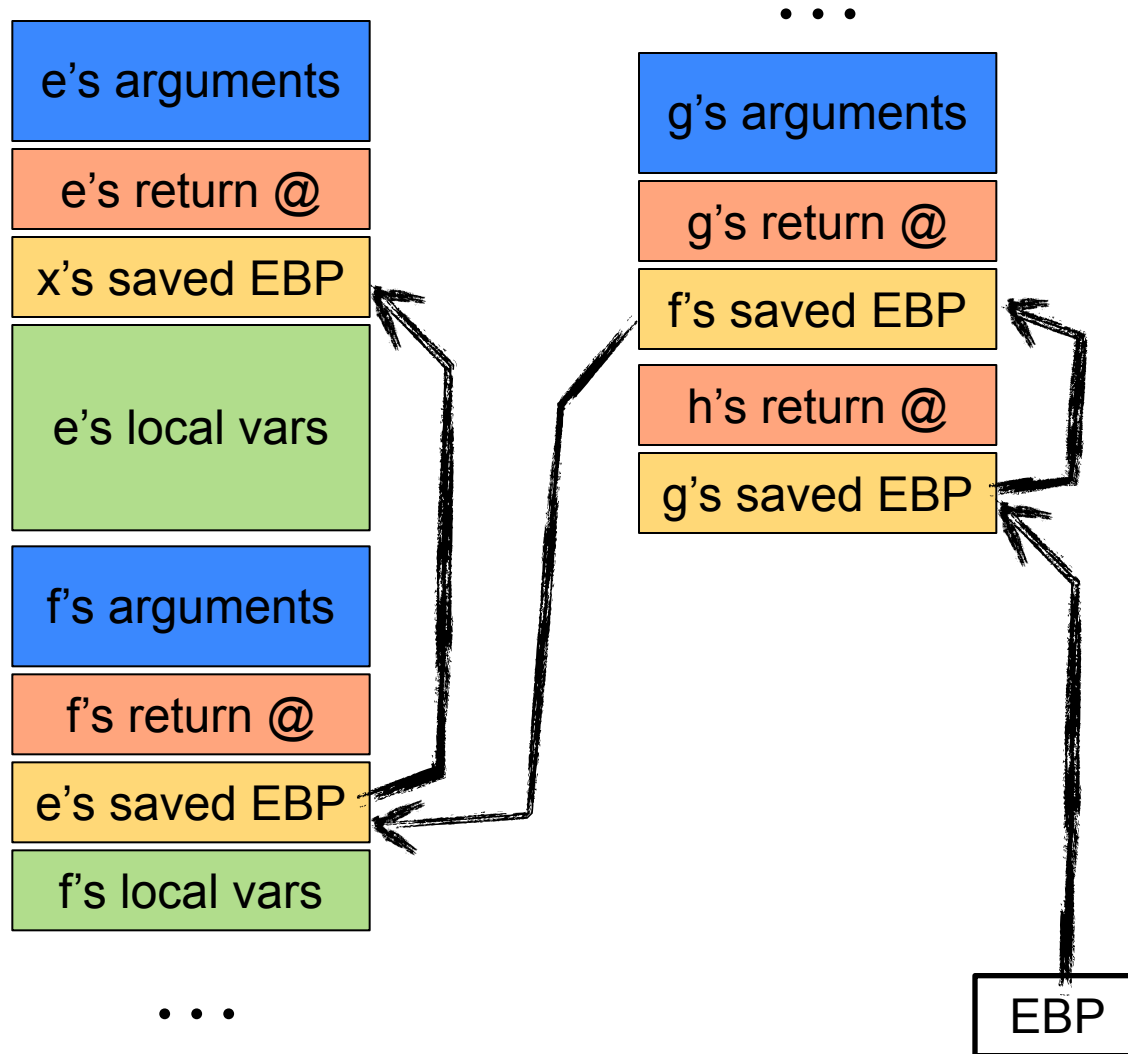 e’s arguments
e’s return @
x’s saved EBP
e’s local vars
f’s arguments
f’s return @
e’s saved EBP
f’s local vars
...
...
g’s arguments
g’s return @
f’s saved EBP
h’s return @
g’s saved EBP
EBP